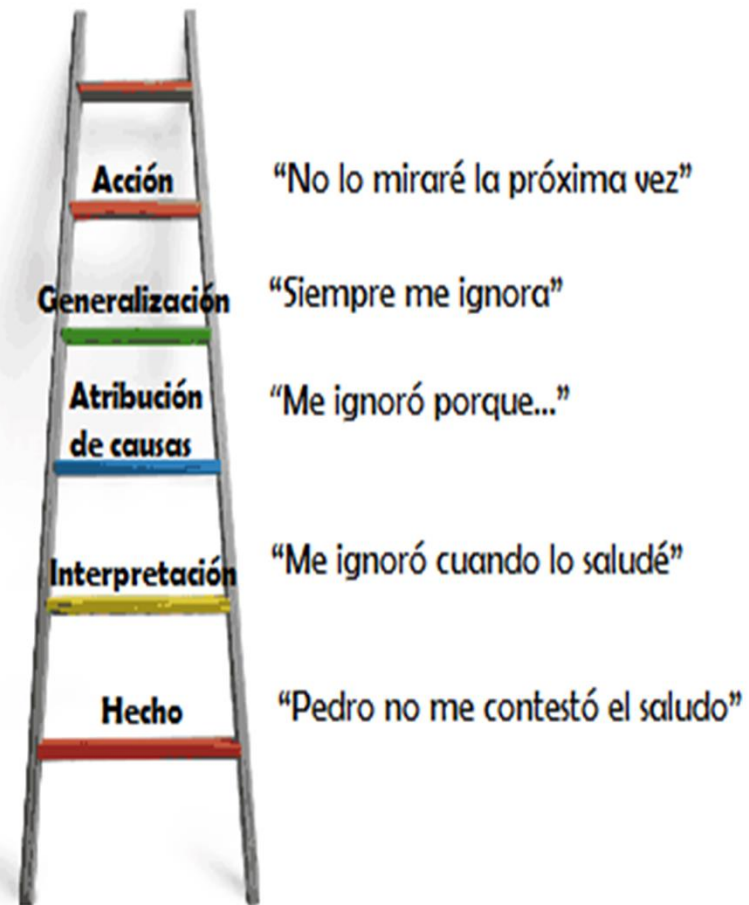 Acción
“No lo miraré la próxima vez”
Generalización
“Siempre me ignora”
Atribución
de causas
“Me ignoró porque...”
Interpretación
“Me ignoró cuando lo saludé”
Hecho
“Pedro no me contestó el saludo”